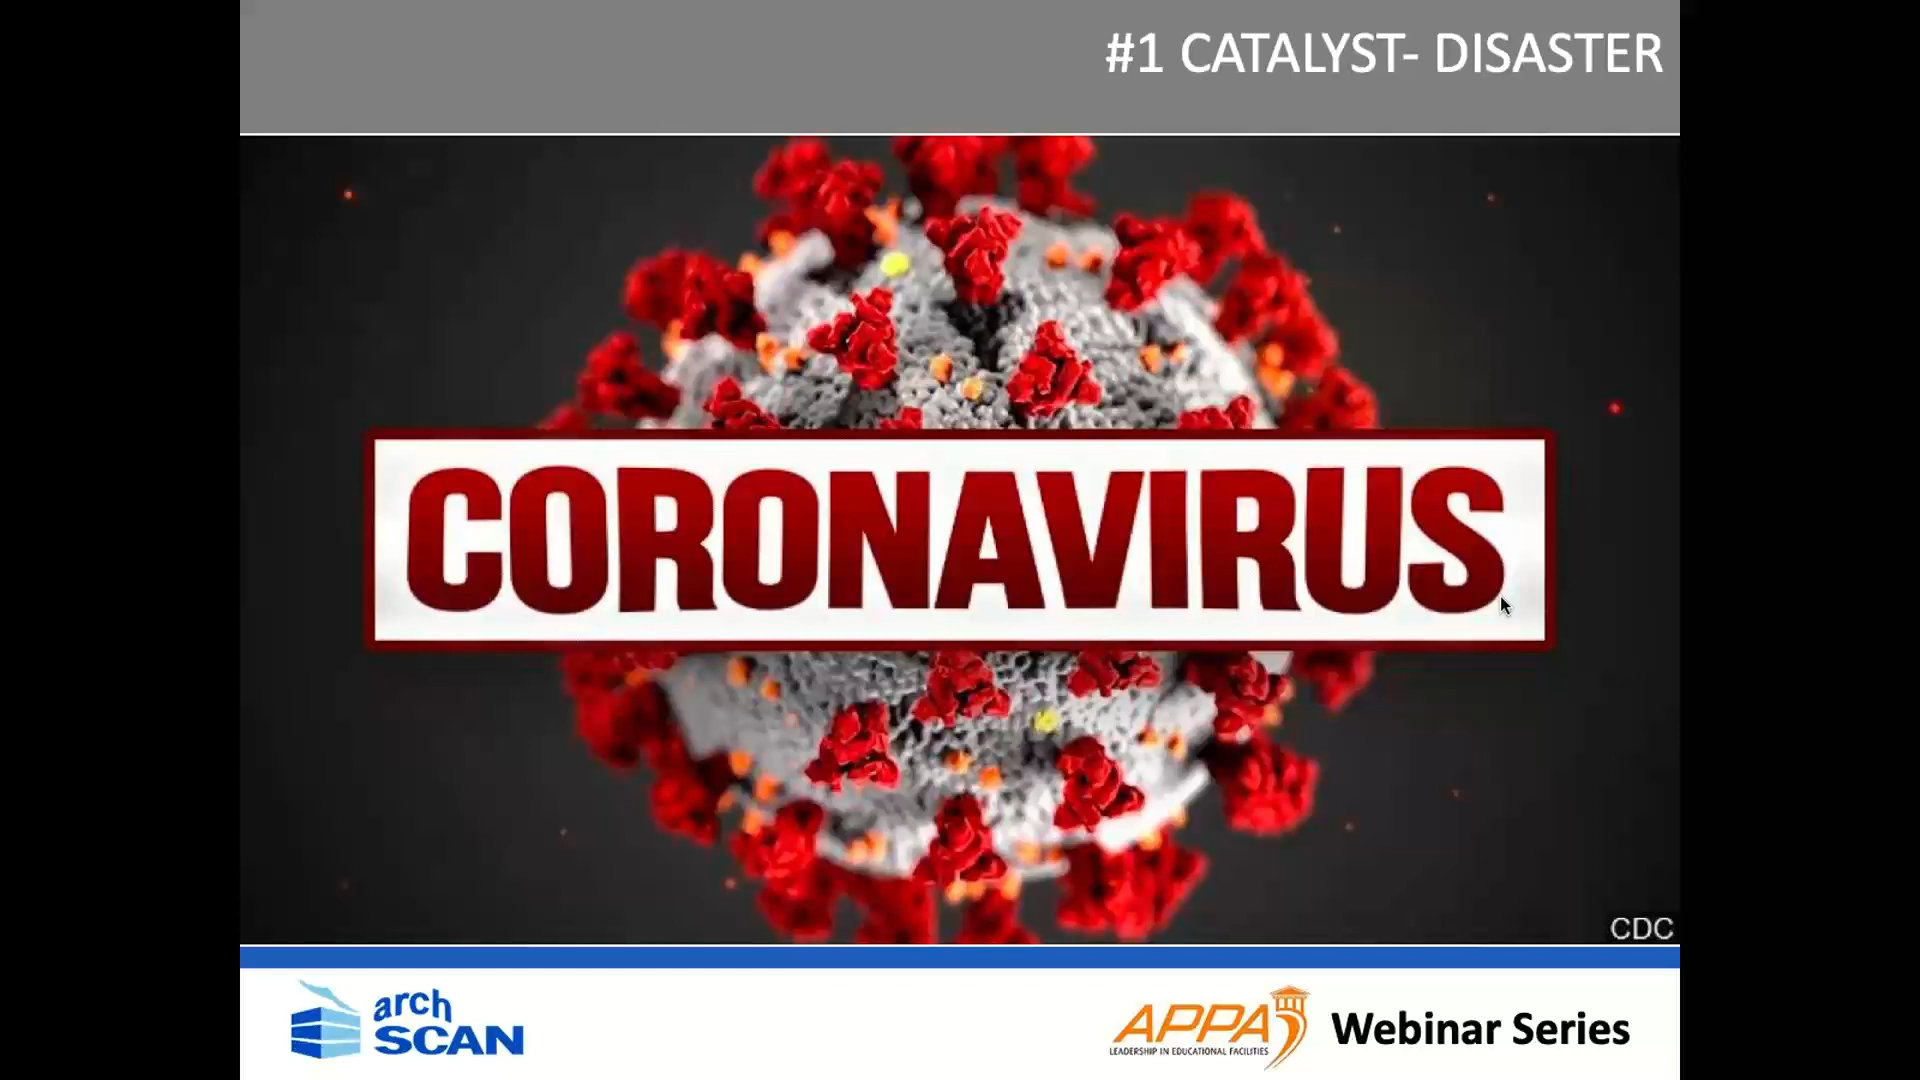 #1 CATALYST- DISASTER
CORONAVIRUS
CDC
arch
SCAN
APPA
LEADERSHIP IN EDUCATIONAL FACILITIES
Webinar Series